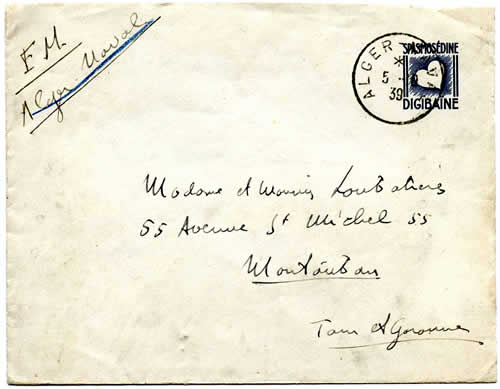 F.M.
Alger Naval
SPASMOSÉDINE
DIGIBAINE
ALGER
*
5 -
39
Madame et Monsieur Loubatières
55 Avenue St Michel 55
Montauban
Tarn et Garonne